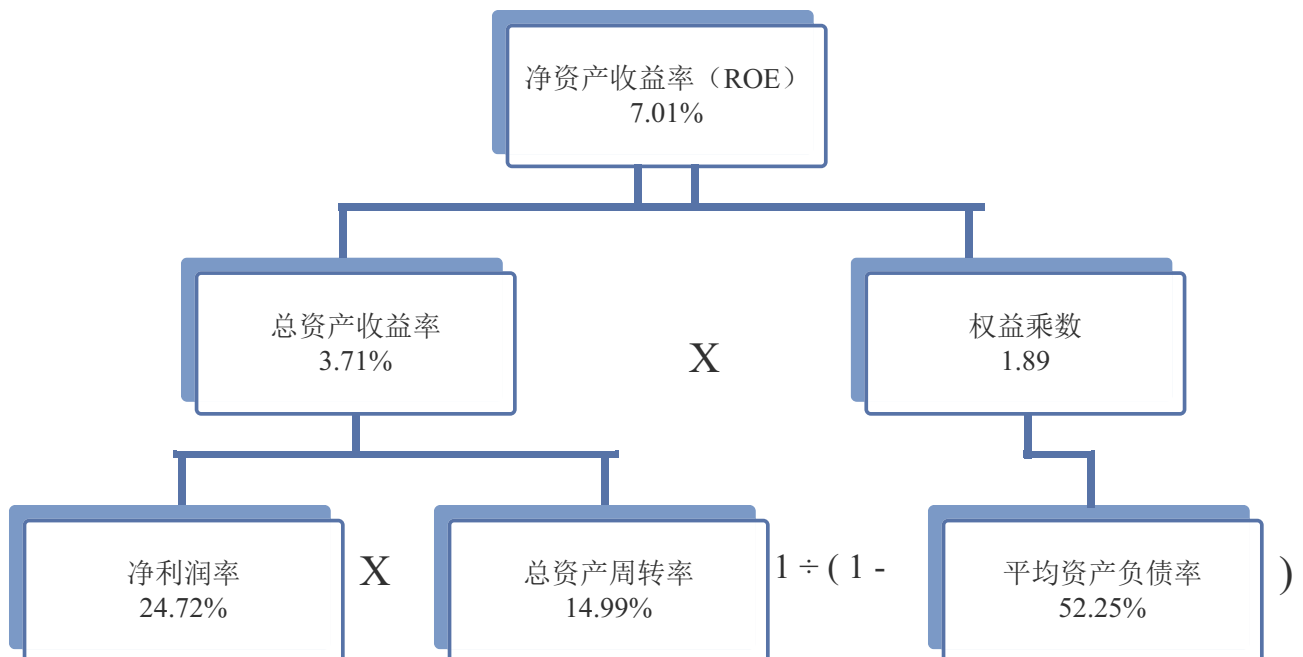 净资产收益率（ROE）
7.01%
总资产收益率
3.71%
X
权益乘数
1.89
净利润率
24.72%
X
总资产周转率
14.99%
1 ÷ ( 1 -
平均资产负债率
52.25%
)